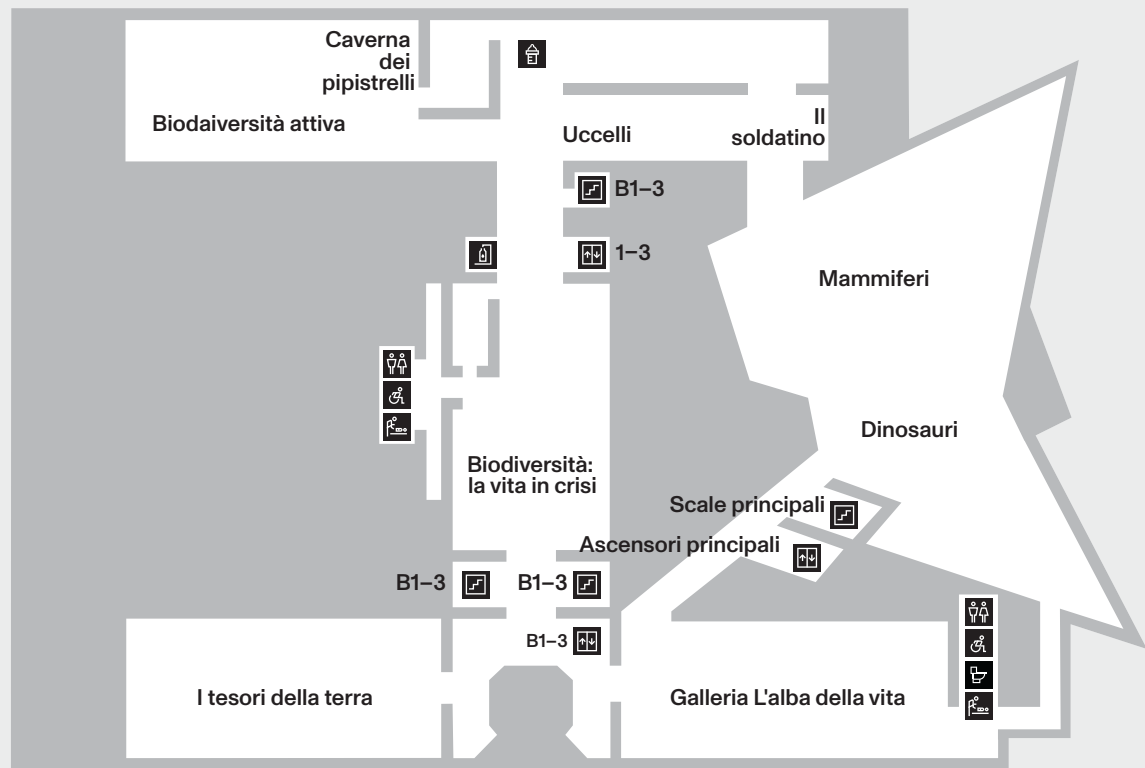 Caverna
dei
pipistrelli
Biodaiversità attiva
Uccelli
Il
soldatino
B1–3
1–3
Mammiferi
Dinosauri
Biodiversità:
la vita in crisi
Scale principali
Ascensori principali
B1–3
B1–3
B1–3
I tesori della terra
Galleria L'alba della vita